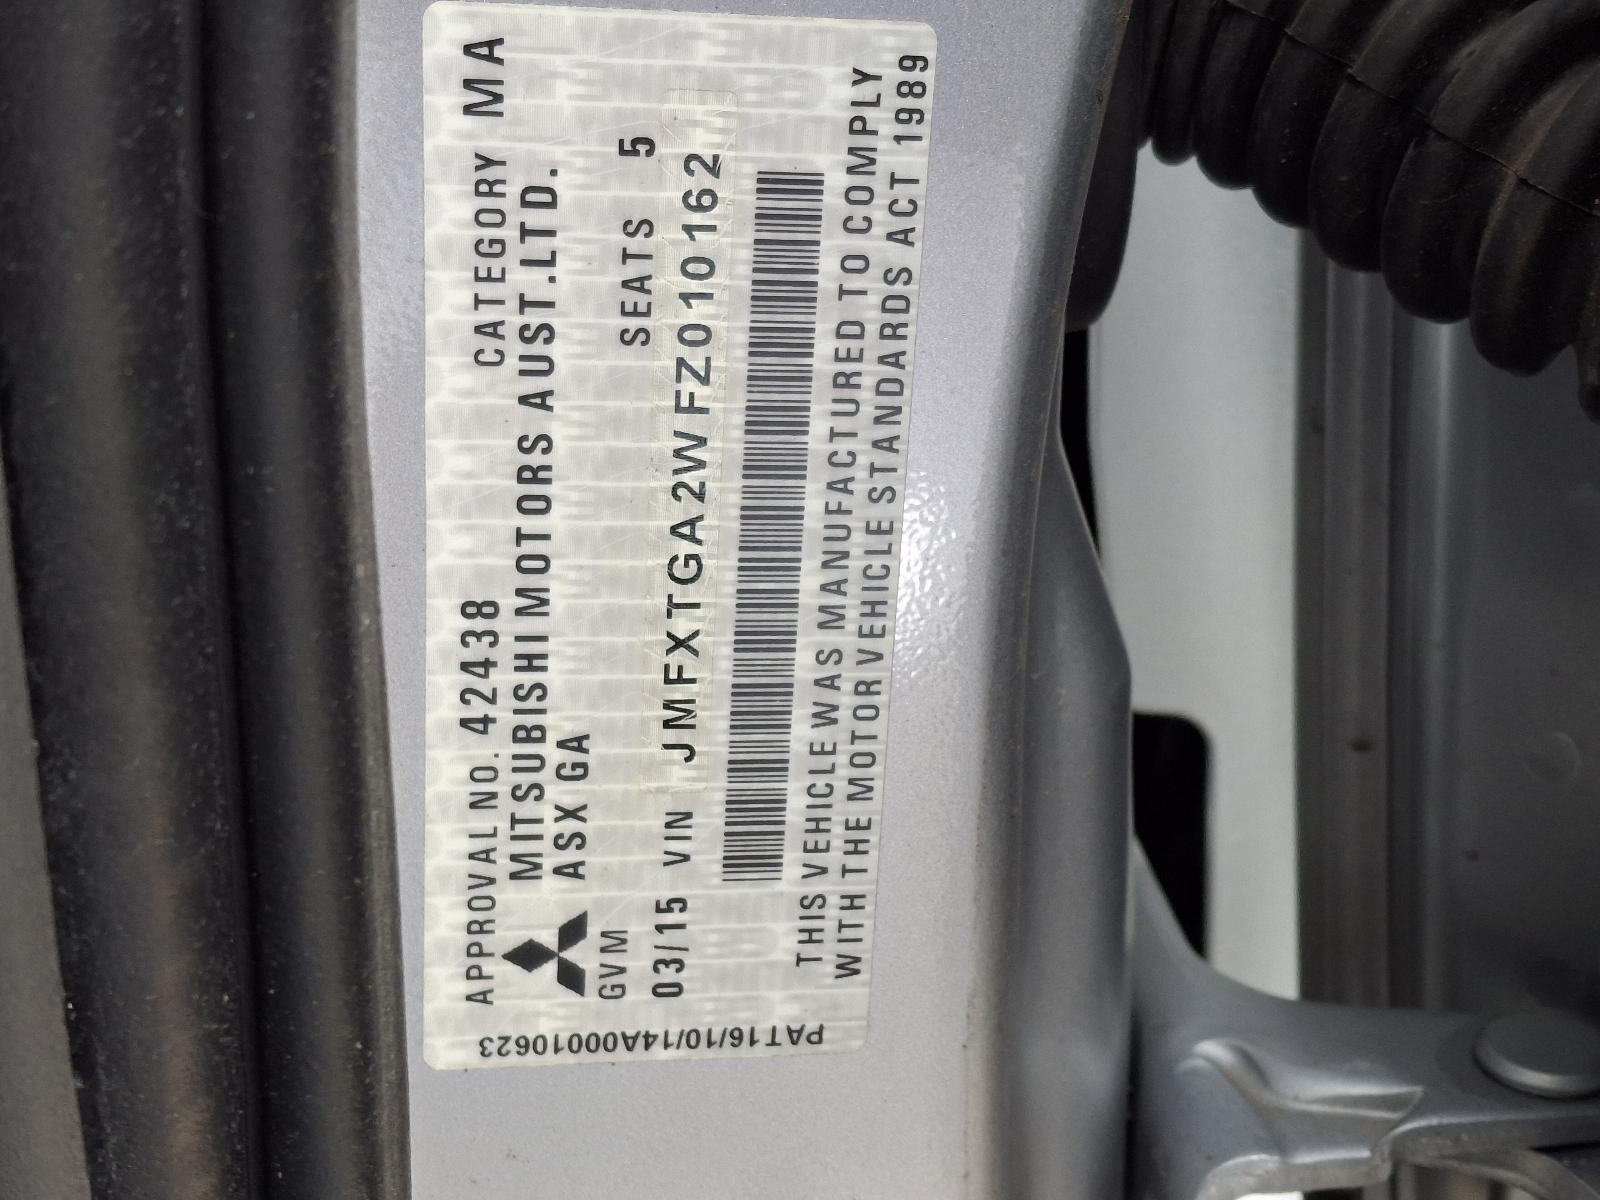 APPROVAL NO. 42438 CATEGORY MA
MITSUBISHI MOTORS AUST.LTD.
ASX GA
GVM SEATS 5
03/15 VIN JMFXTGA2WFZ010162
THIS VEHICLE WAS MANUFACTURED TO COMPLY
WITH THE MOTOR VEHICLE STANDARDS ACT 1989
PAT16/10/14A00010623